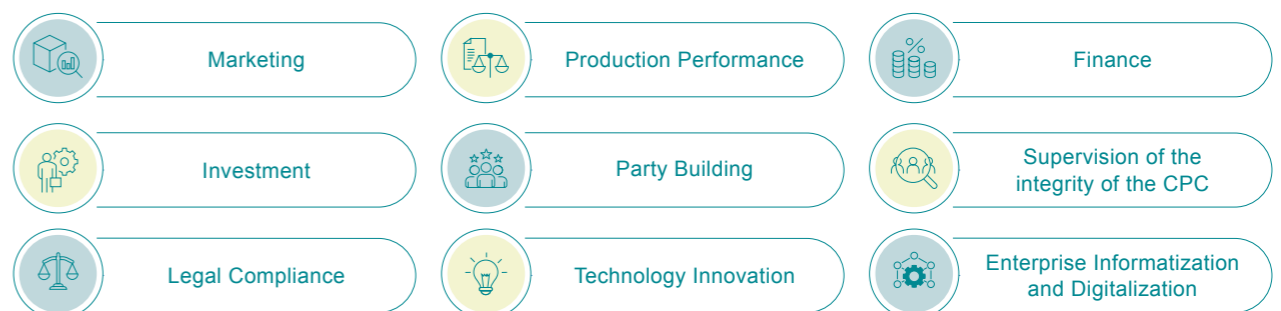 Marketing
Production Performance
Finance
Investment
Party Building
Supervision of the
integrity of the CPC
Legal Compliance
Technology Innovation
Enterprise Informatization
and Digitalization